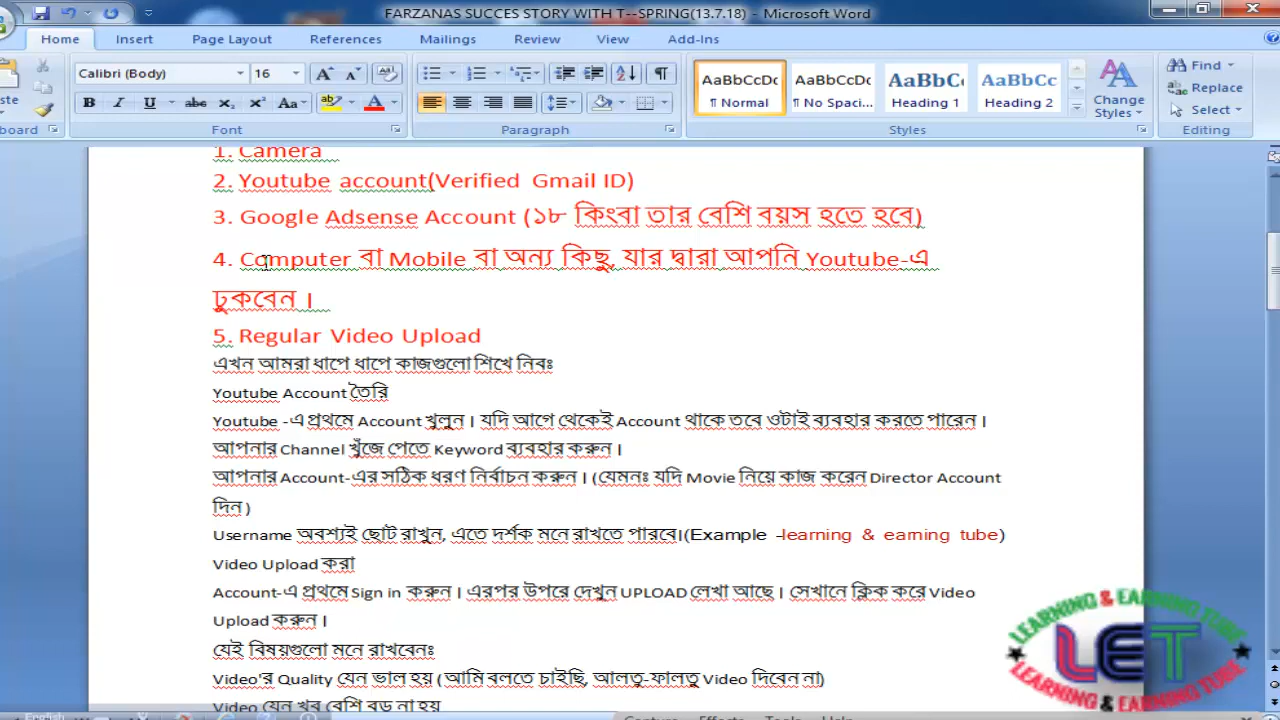 FARZANAS SUCCES STORY WITH T--SPRING(13.7.18) - Microsoft Word
Home Insert Page Layout References Mailings Review View Add-Ins
Calibri (Body) 16
AaBbCcDc AaBbCcDc AaBbCc AaBbCc
¶ Normal ¶ No Spaci... Heading 1 Heading 2
Change Styles
Find
Replace
Select
Font Paragraph Styles Editing
1. Camera
2. Youtube account(Verified Gmail ID)
3. Google Adsense Account (১৮ কিংবা তার বেশি বয়স হতে হবে)
4. Computer বা Mobile বা অন্য কিছু, যার দ্বারা আপনি Youtube-এ
ঢুকবেন ।
5. Regular Video Upload
এখন আমরা ধাপে ধাপে কাজগুলো শিখে নিবঃ
Youtube Account তৈরি
Youtube -এ প্রথমে Account খুলুন । যদি আগে থেকেই Account থাকে তবে ওটাই ব্যবহার করতে পারেন ।
আপনার Channel খুঁজে পেতে Keyword ব্যবহার করুন ।
আপনার Account-এর সঠিক ধরণ নির্বাচন করুন । (যেমনঃ যদি Movie নিয়ে কাজ করেন Director Account
দিন )
Username অবশ্যই ছোট রাখুন, এতে দর্শক মনে রাখতে পারবে।(Example -learning & earning tube)
Video Upload করা
Account-এ প্রথমে Sign in করুন । এরপর উপরে দেখুন UPLOAD লেখা আছে । সেখানে ক্লিক করে Video
Upload করুন ।
যেই বিষয়গুলো মনে রাখবেনঃ
Video'র Quality যেন ভাল হয় ( আমি বলতে চাইছি, আলতু-ফালতু Video দিবেন না)
Video যেন খুব বেশি বড় না হয়
LEARNING & EARNING TUBE
LET
LEARNING & EARNING TUBE